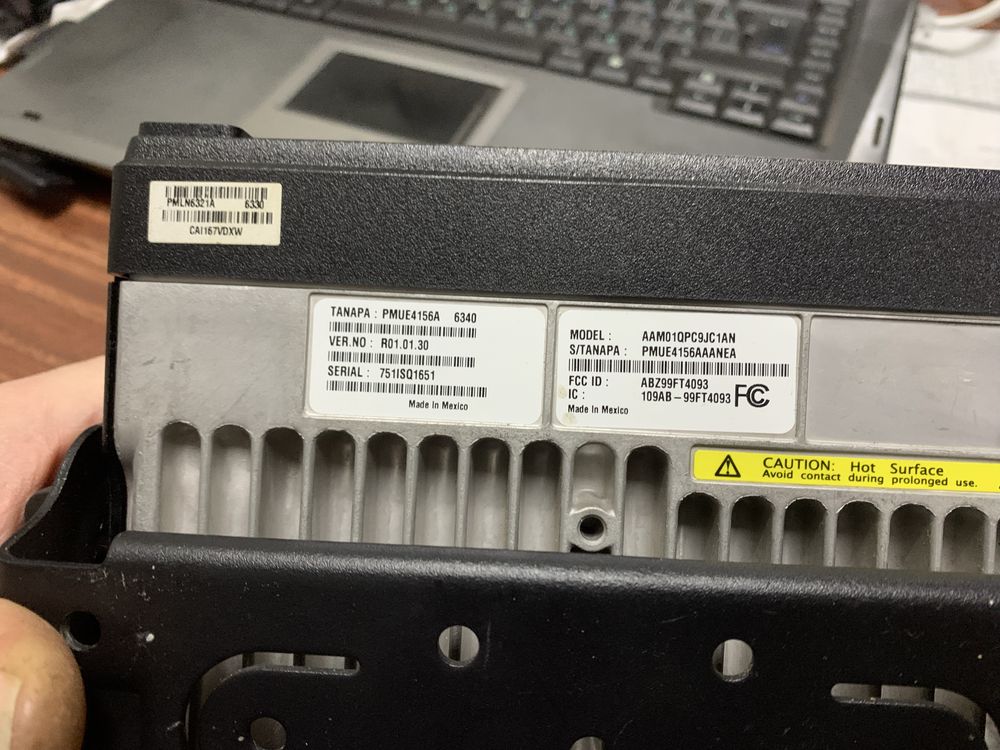 PMLN6321A 6330
CAI167VDXW
TANAPA : PMUE4156A 6340
VER.NO : R01.01.30
SERIAL : 751ISQ1651
Made In Mexico
MODEL : AAM01QPC9JC1AN
S/TANAPA : PMUE4156AAANEA
FCC ID : ABZ99FT4093
IC : 109AB-99FT4093
FC
Made In Mexico
CAUTION: Hot Surface
Avoid contact during prolonged use.